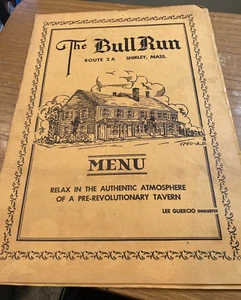 The Bull Run
ROUTE 2A SHIRLEY, MASS.
1740 A.D.
MENU
RELAX IN THE AUTHENTIC ATMOSPHERE
OF A PRE-REVOLUTIONARY TAVERN
LEE GUERCIO INNKEEPER